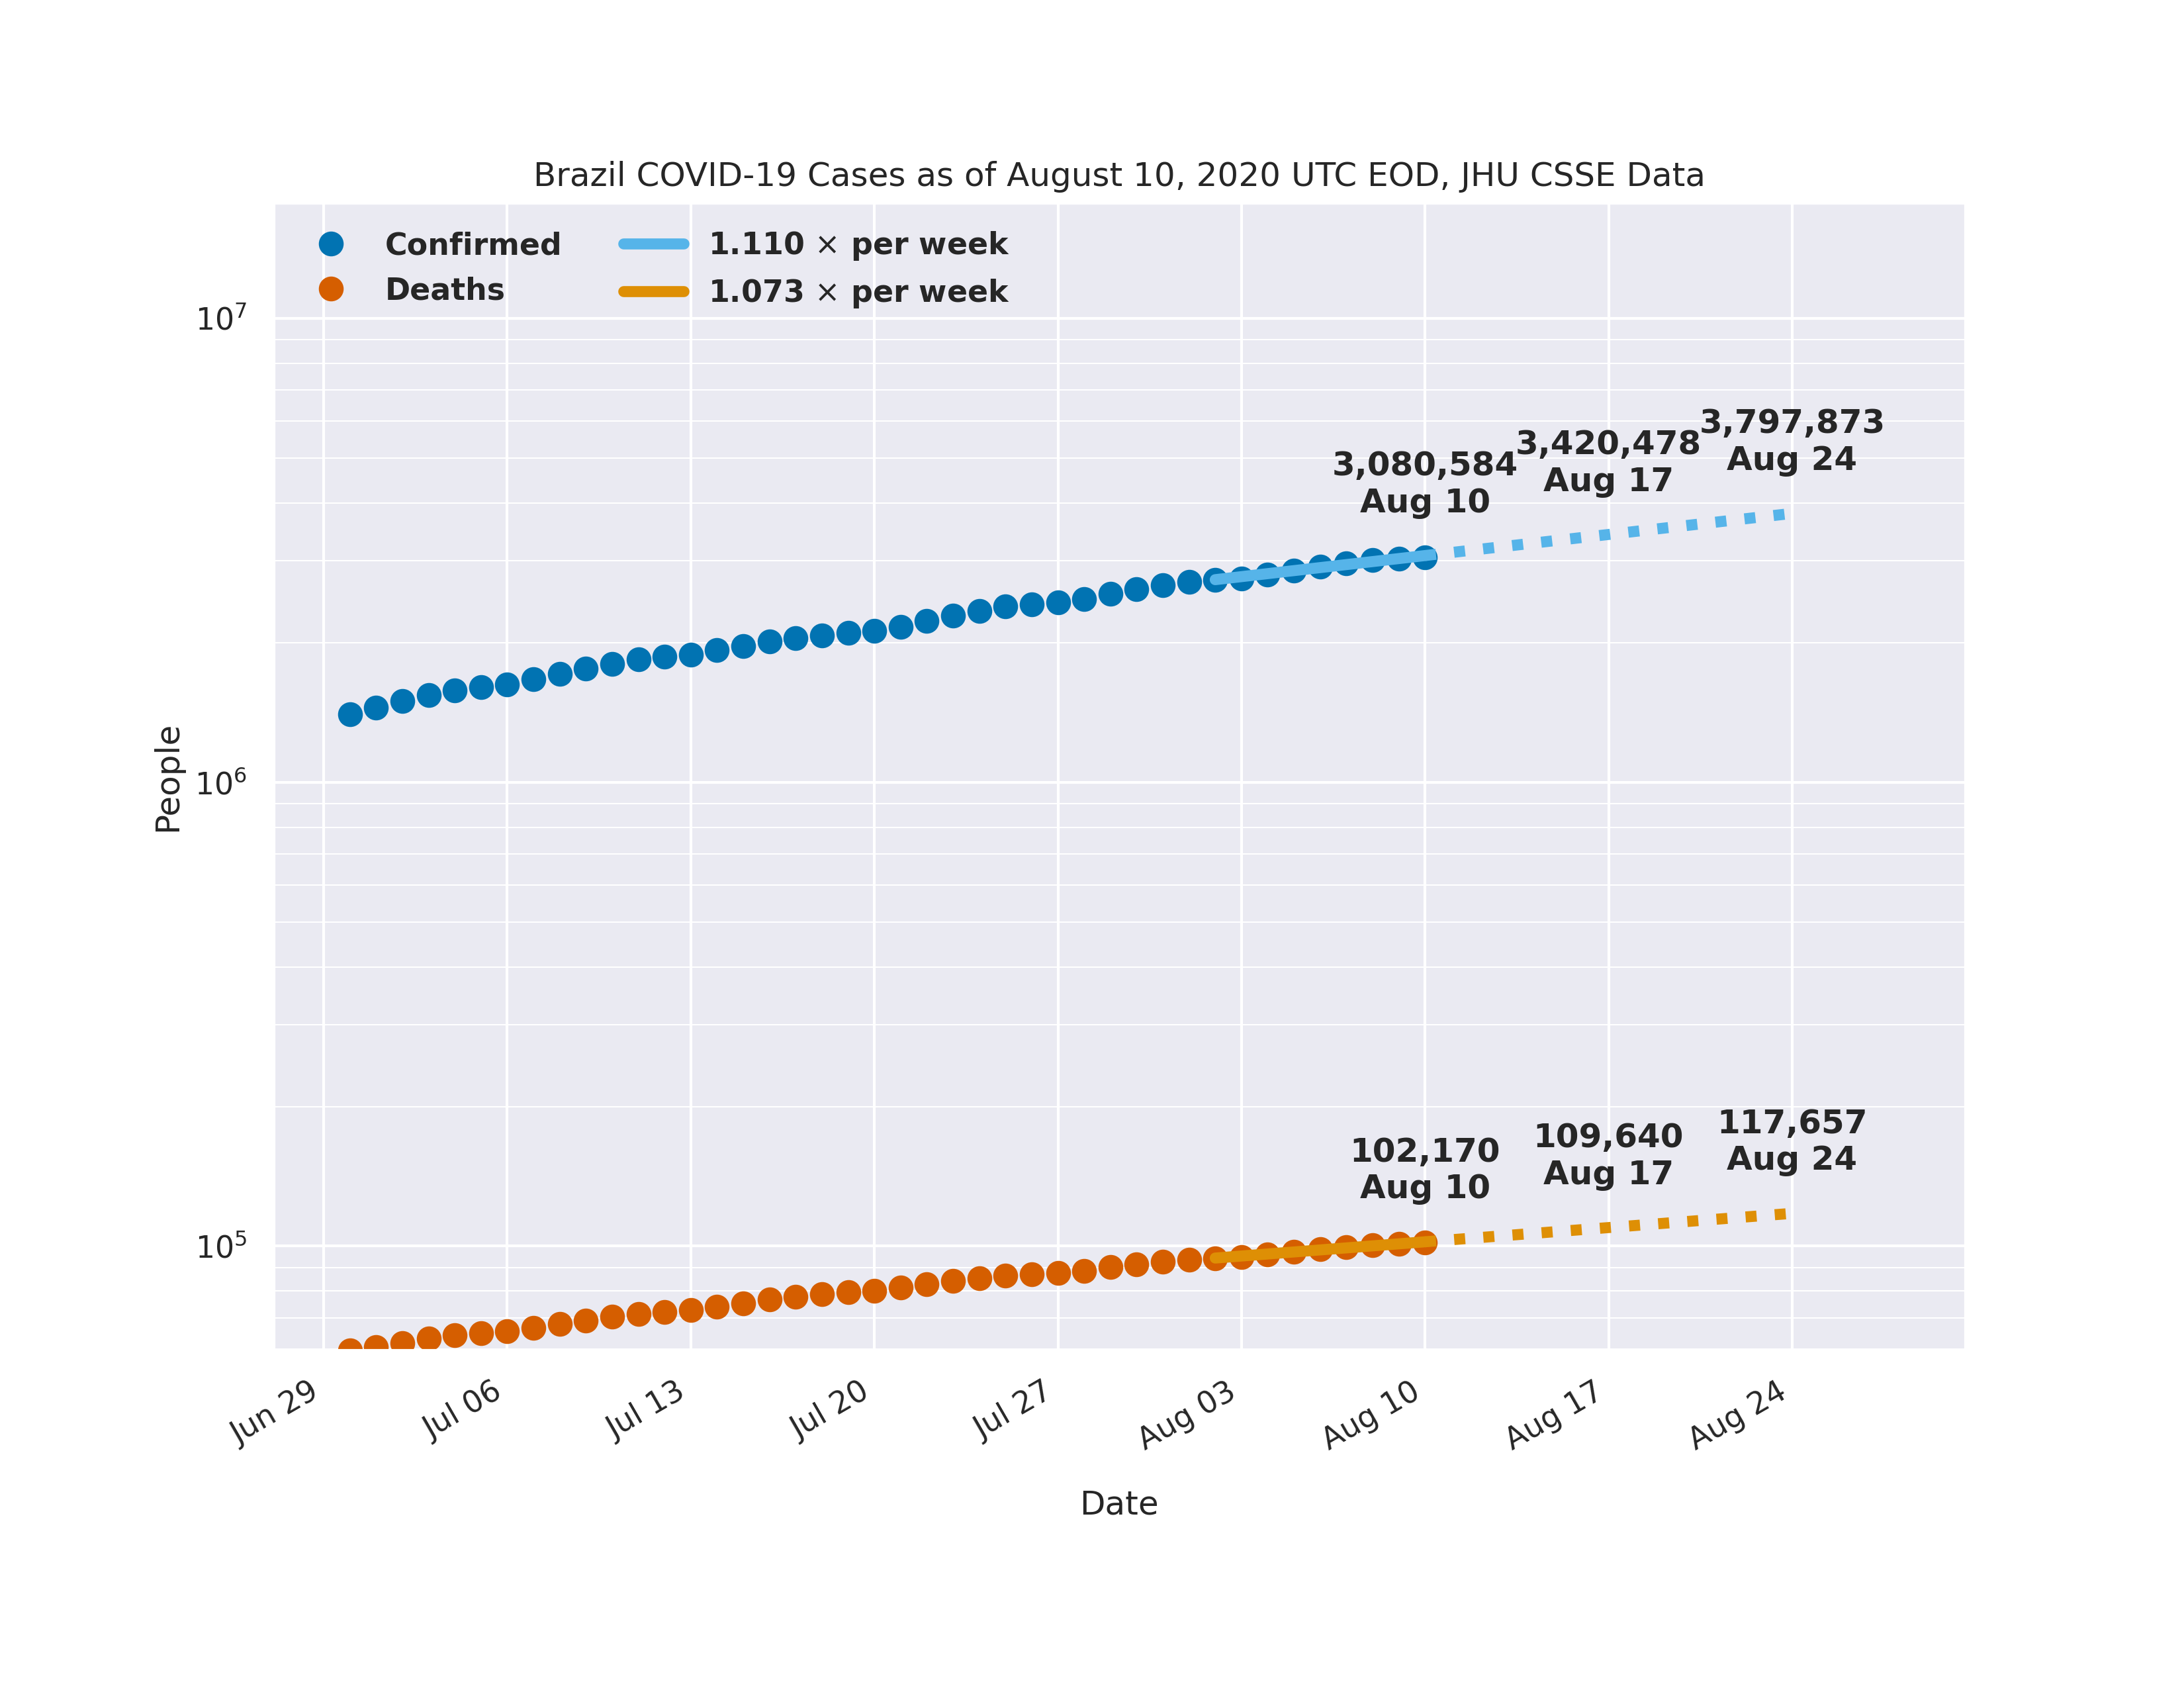 Brazil COVID-19 Cases as of August 10, 2020 UTC EOD, JHU CSSE Data
Confirmed
Deaths
1.110 × per week
1.073 × per week
10⁷
10⁶
10⁵
People
3,080,584
Aug 10
3,420,478
Aug 17
3,797,873
Aug 24
102,170
Aug 10
109,640
Aug 17
117,657
Aug 24
Jun 29
Jul 06
Jul 13
Jul 20
Jul 27
Aug 03
Aug 10
Aug 17
Aug 24
Date